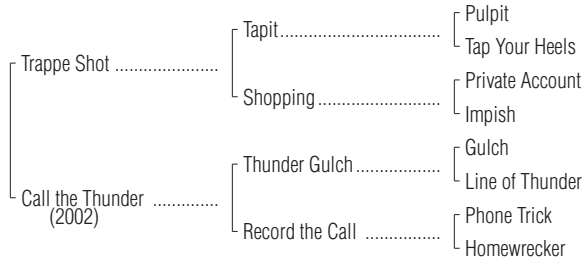 Pulpit
Tapit
Tap Your Heels
Trappe Shot
Private Account
Shopping
Impish
Gulch
Thunder Gulch
Line of Thunder
Call the Thunder
(2002)
Phone Trick
Record the Call
Homewrecker